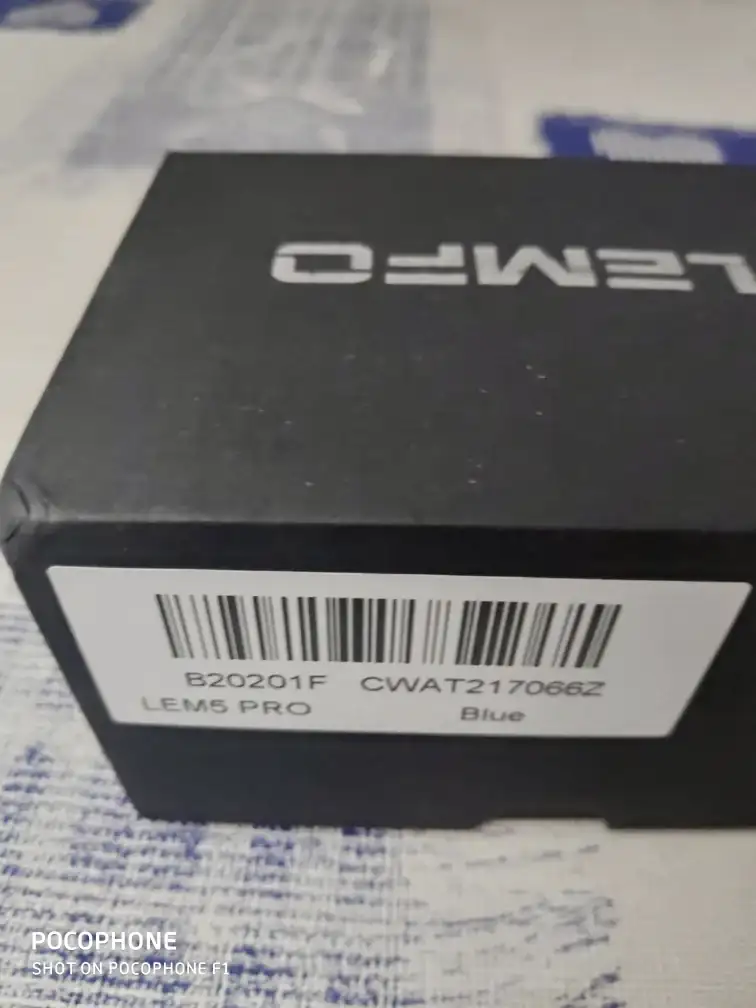 LEMFO
B20201F CWAT217066Z
LEM5 PRO Blue
POCOPHONE
SHOT ON POCOPHONE F1